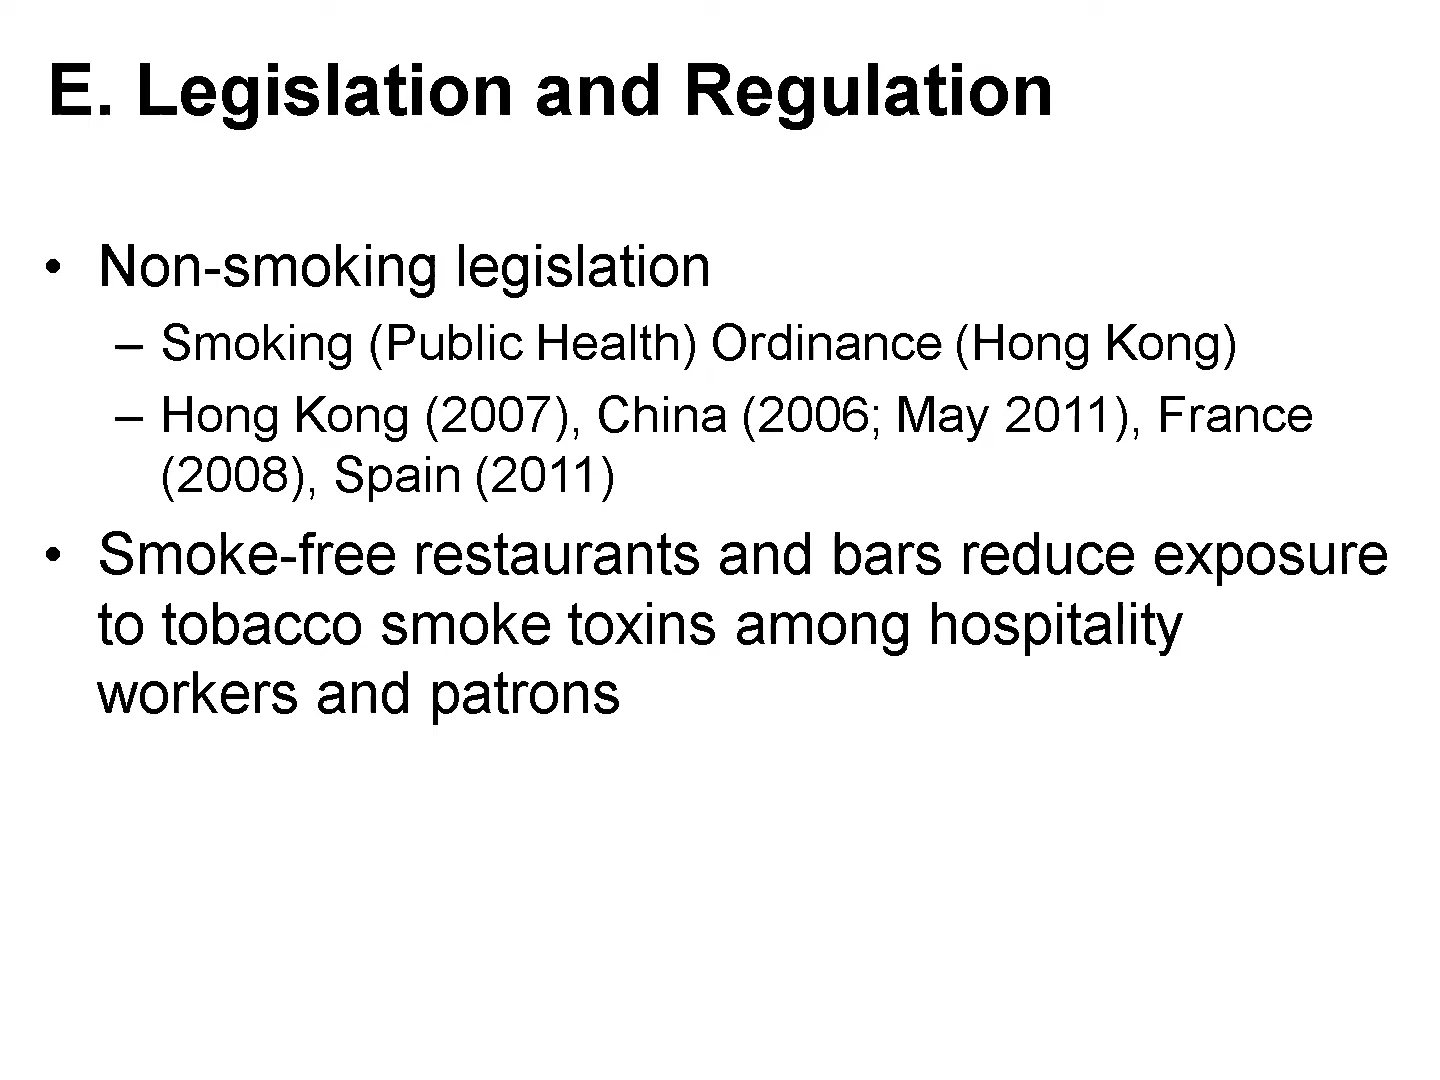 E. Legislation and Regulation
• Non-smoking legislation
– Smoking (Public Health) Ordinance (Hong Kong)
– Hong Kong (2007), China (2006; May 2011), France
(2008), Spain (2011)
• Smoke-free restaurants and bars reduce exposure
to tobacco smoke toxins among hospitality
workers and patrons